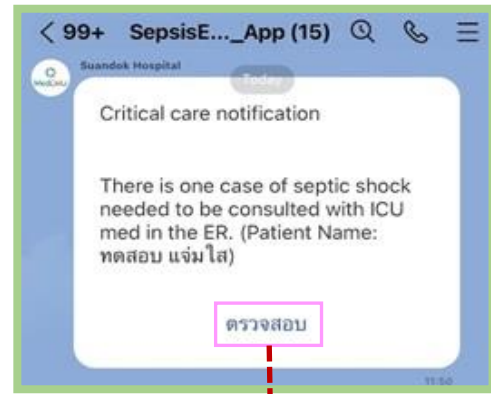 99+ SepsisE..._App (15)
Suandok Hospital
Today
Critical care notification
There is one case of septic shock
needed to be consulted with ICU
med in the ER. (Patient Name:
ทดสอบ แจ่มใส)
ตรวจสอบ
11:50